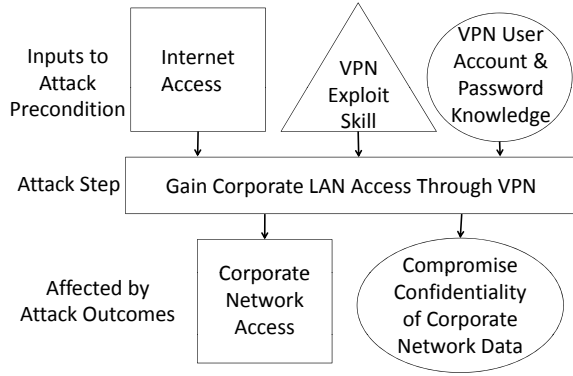 Inputs to
Attack
Precondition
Internet
Access
VPN
Exploit
Skill
VPN User
Account &
Password
Knowledge
Attack Step
Gain Corporate LAN Access Through VPN
Affected by
Attack Outcomes
Corporate
Network
Access
Compromise
Confidentiality
of Corporate
Network Data